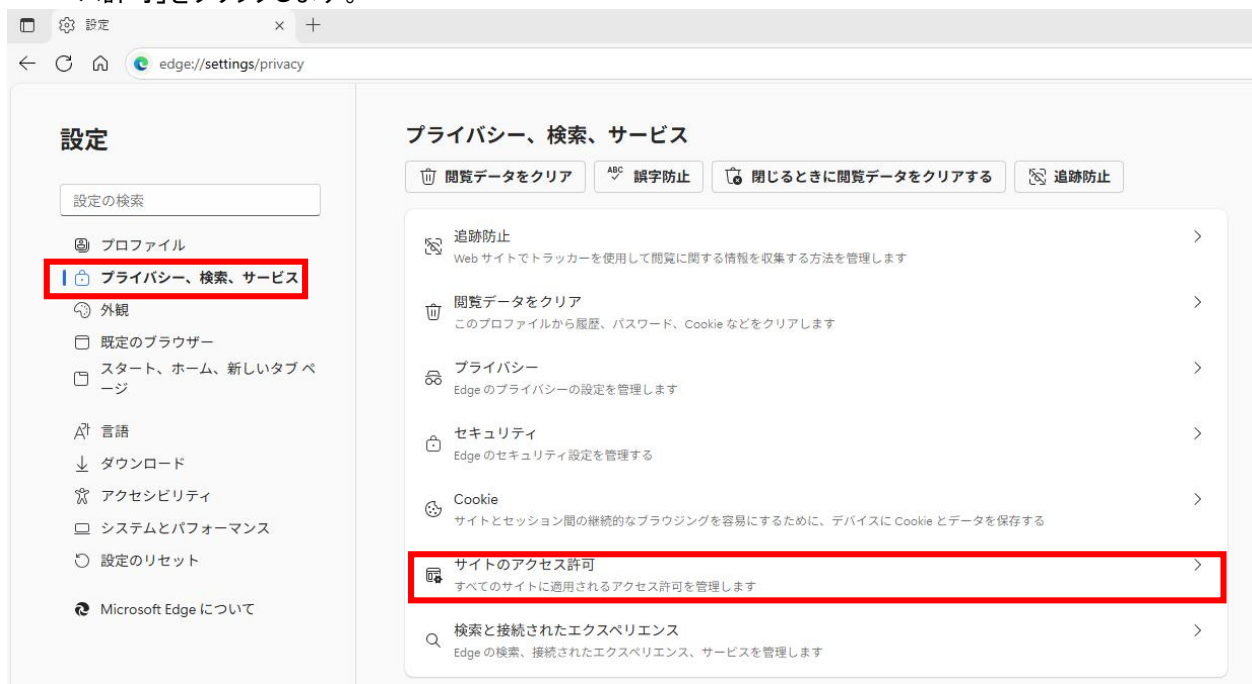 ス許可」をクリックします。
設定
edge://settings/privacy
設定
設定の検索
プロファイル
プライバシー、検索、サービス
外観
既定のブラウザー
スタート、ホーム、新しいタブ ペ
ージ
言語
ダウンロード
アクセシビリティ
システムとパフォーマンス
設定のリセット
Microsoft Edge について
プライバシー、検索、サービス
閲覧データをクリア
ABC 誤字防止
閉じるときに閲覧データをクリアする
追跡防止
追跡防止
Web サイトでトラッカーを使用して閲覧に関する情報を収集する方法を管理します
閲覧データをクリア
このプロファイルから履歴、パスワード、Cookie などをクリアします
プライバシー
Edge のプライバシーの設定を管理します
セキュリティ
Edge のセキュリティ設定を管理する
Cookie
サイトとセッション間の継続的なブラウジングを容易にするために、デバイスに Cookie とデータを保存する
サイトのアクセス許可
すべてのサイトに適用されるアクセス許可を管理します
検索と接続されたエクスペリエンス
Edge の検索、接続されたエクスペリエンス、サービスを管理します